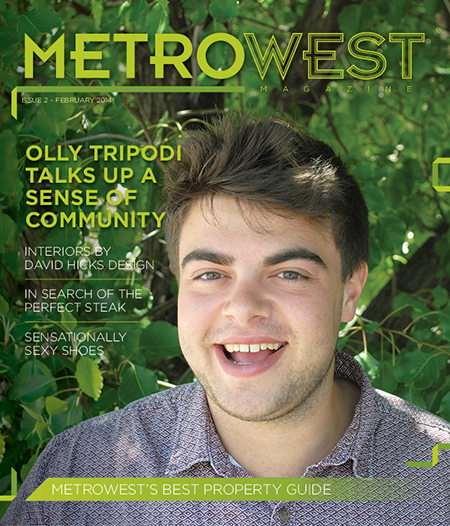 METROWEST
MAGAZINE
ISSUE 2 - FEBRUARY 2014
OLLY TRIPODI
TALKS UP A
SENSE OF
COMMUNITY
INTERIORS BY
DAVID HICKS DESIGN
IN SEARCH OF THE
PERFECT STEAK
SENSATIONALLY
SEXY SHOES
METROWEST'S BEST PROPERTY GUIDE